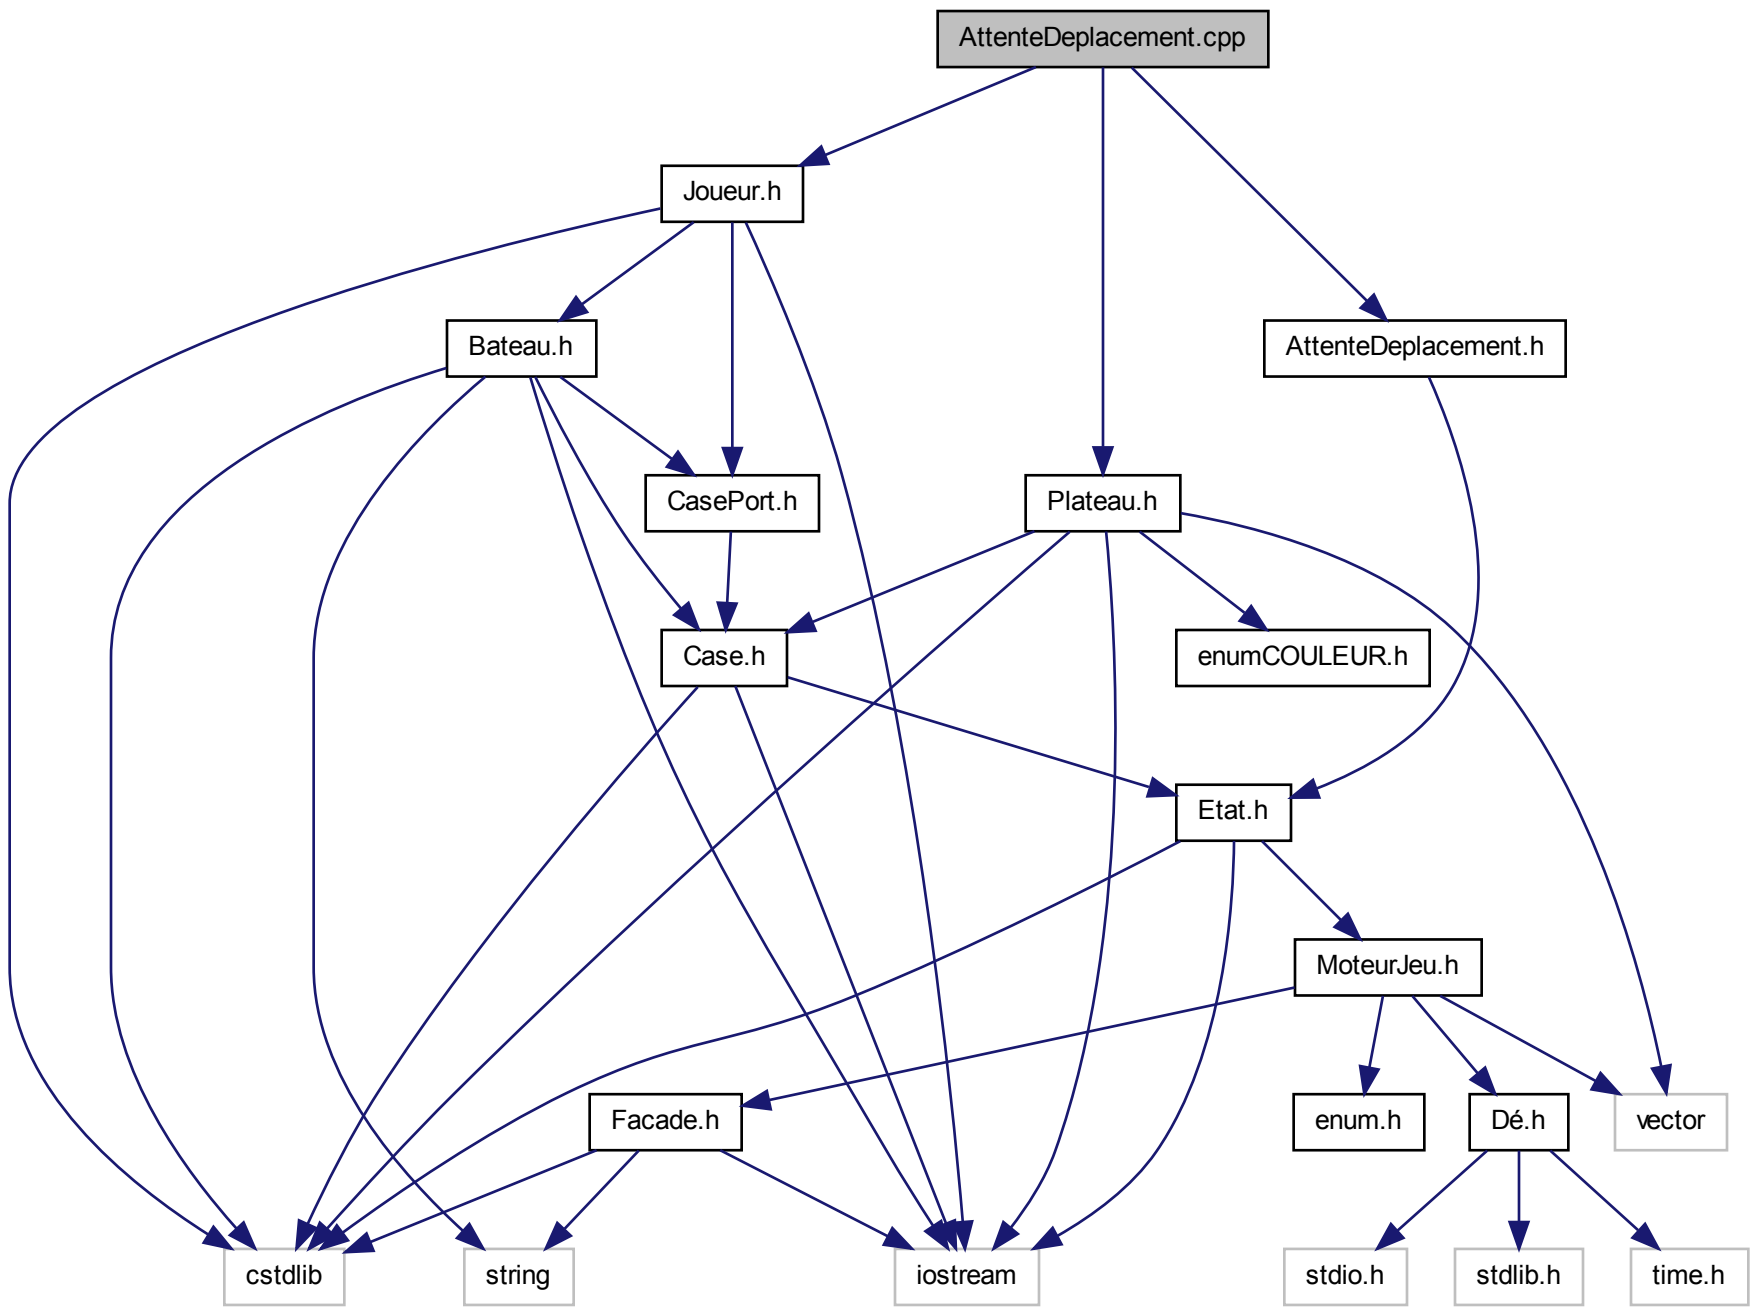 AttenteDeplacement.cpp
Joueur.h
Bateau.h
AttenteDeplacement.h
CasePort.h
Plateau.h
Case.h
enumCOULEUR.h
Etat.h
MoteurJeu.h
Facade.h
enum.h
Dé.h
vector
cstdlib
string
iostream
stdio.h
stdlib.h
time.h